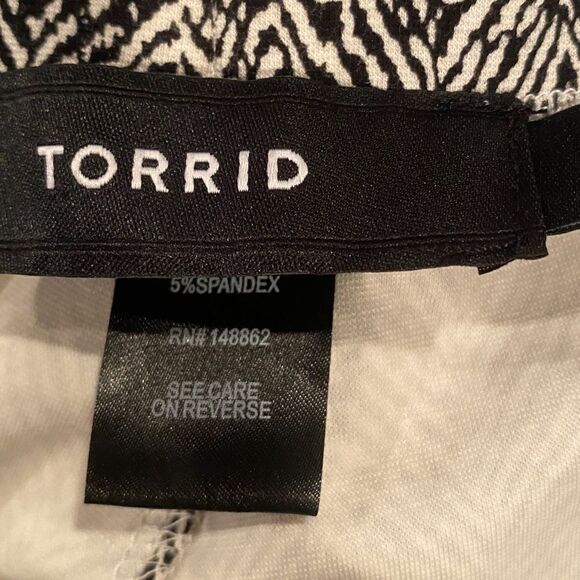 TORRID
5%SPANDEX
RN# 148862
SEE CARE
ON REVERSE